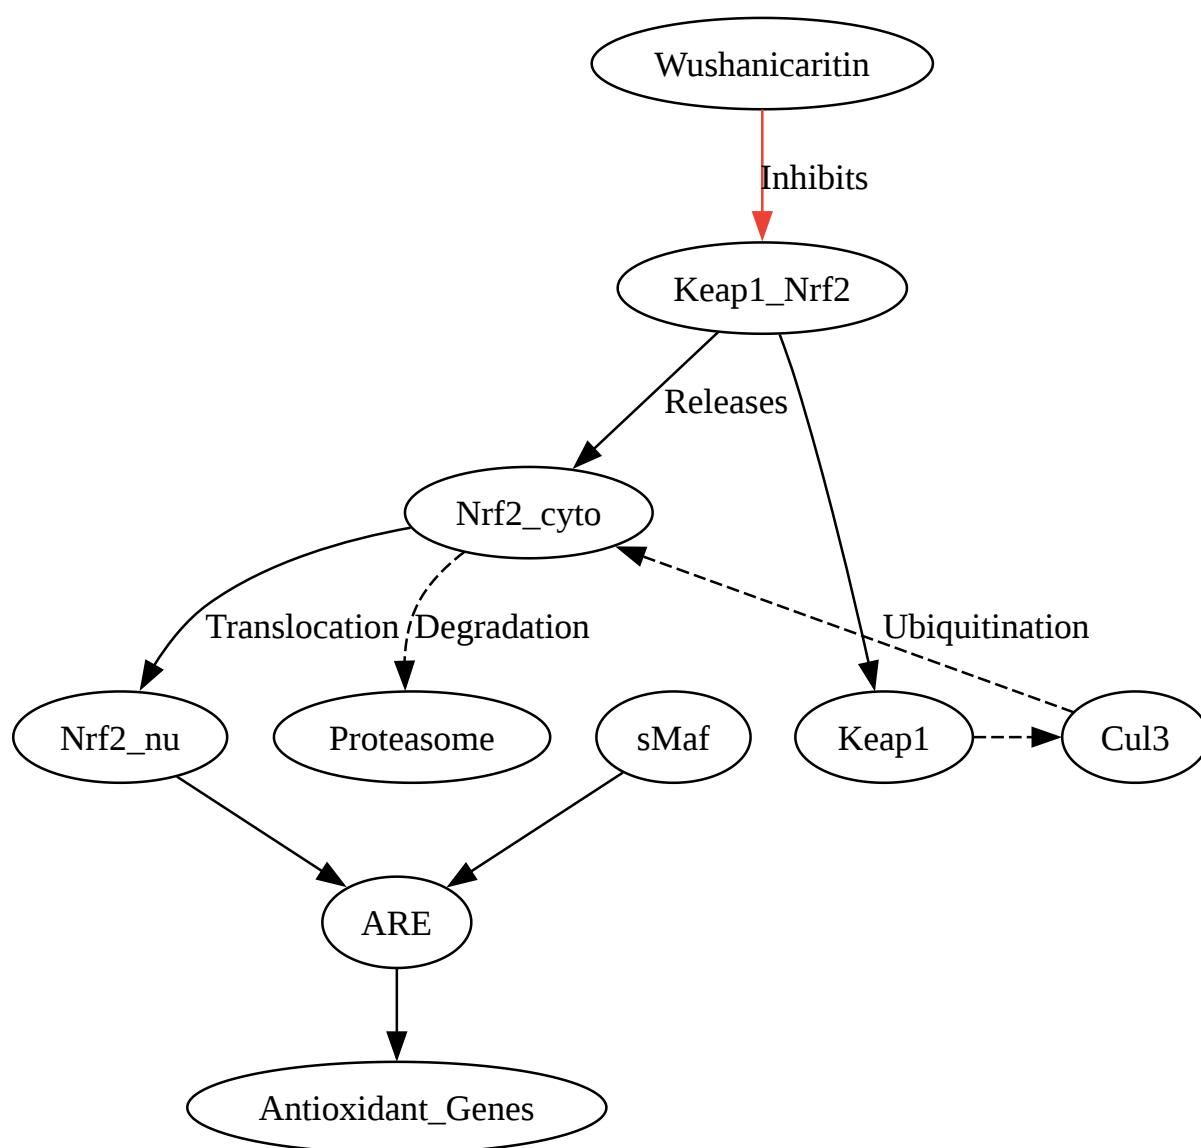 Wushanicaritin
Inhibits
Keap1_Nrf2
Releases
Nrf2_cyto
Translocation
Degradation
Ubiquitination
Nrf2_nu
Proteasome
sMaf
Keap1
Cul3
ARE
Antioxidant_Genes